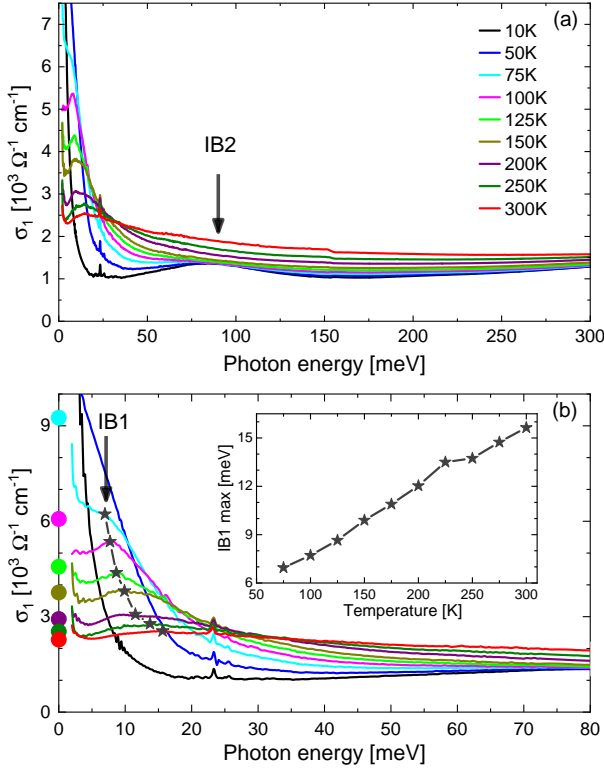 (a)
7
6
5
4
3
2
1
0
σ₁ [10³ Ω⁻¹ cm⁻¹]
10K
50K
75K
100K
125K
150K
200K
250K
300K
IB2
0 50 100 150 200 250 300
Photon energy [meV]
(b)
9
6
3
0
σ₁ [10³ Ω⁻¹ cm⁻¹]
IB1
15
12
9
6
IB1 max [meV]
50 100 150 200 250 300
Temperature [K]
0 10 20 30 40 50 60 70 80
Photon energy [meV]